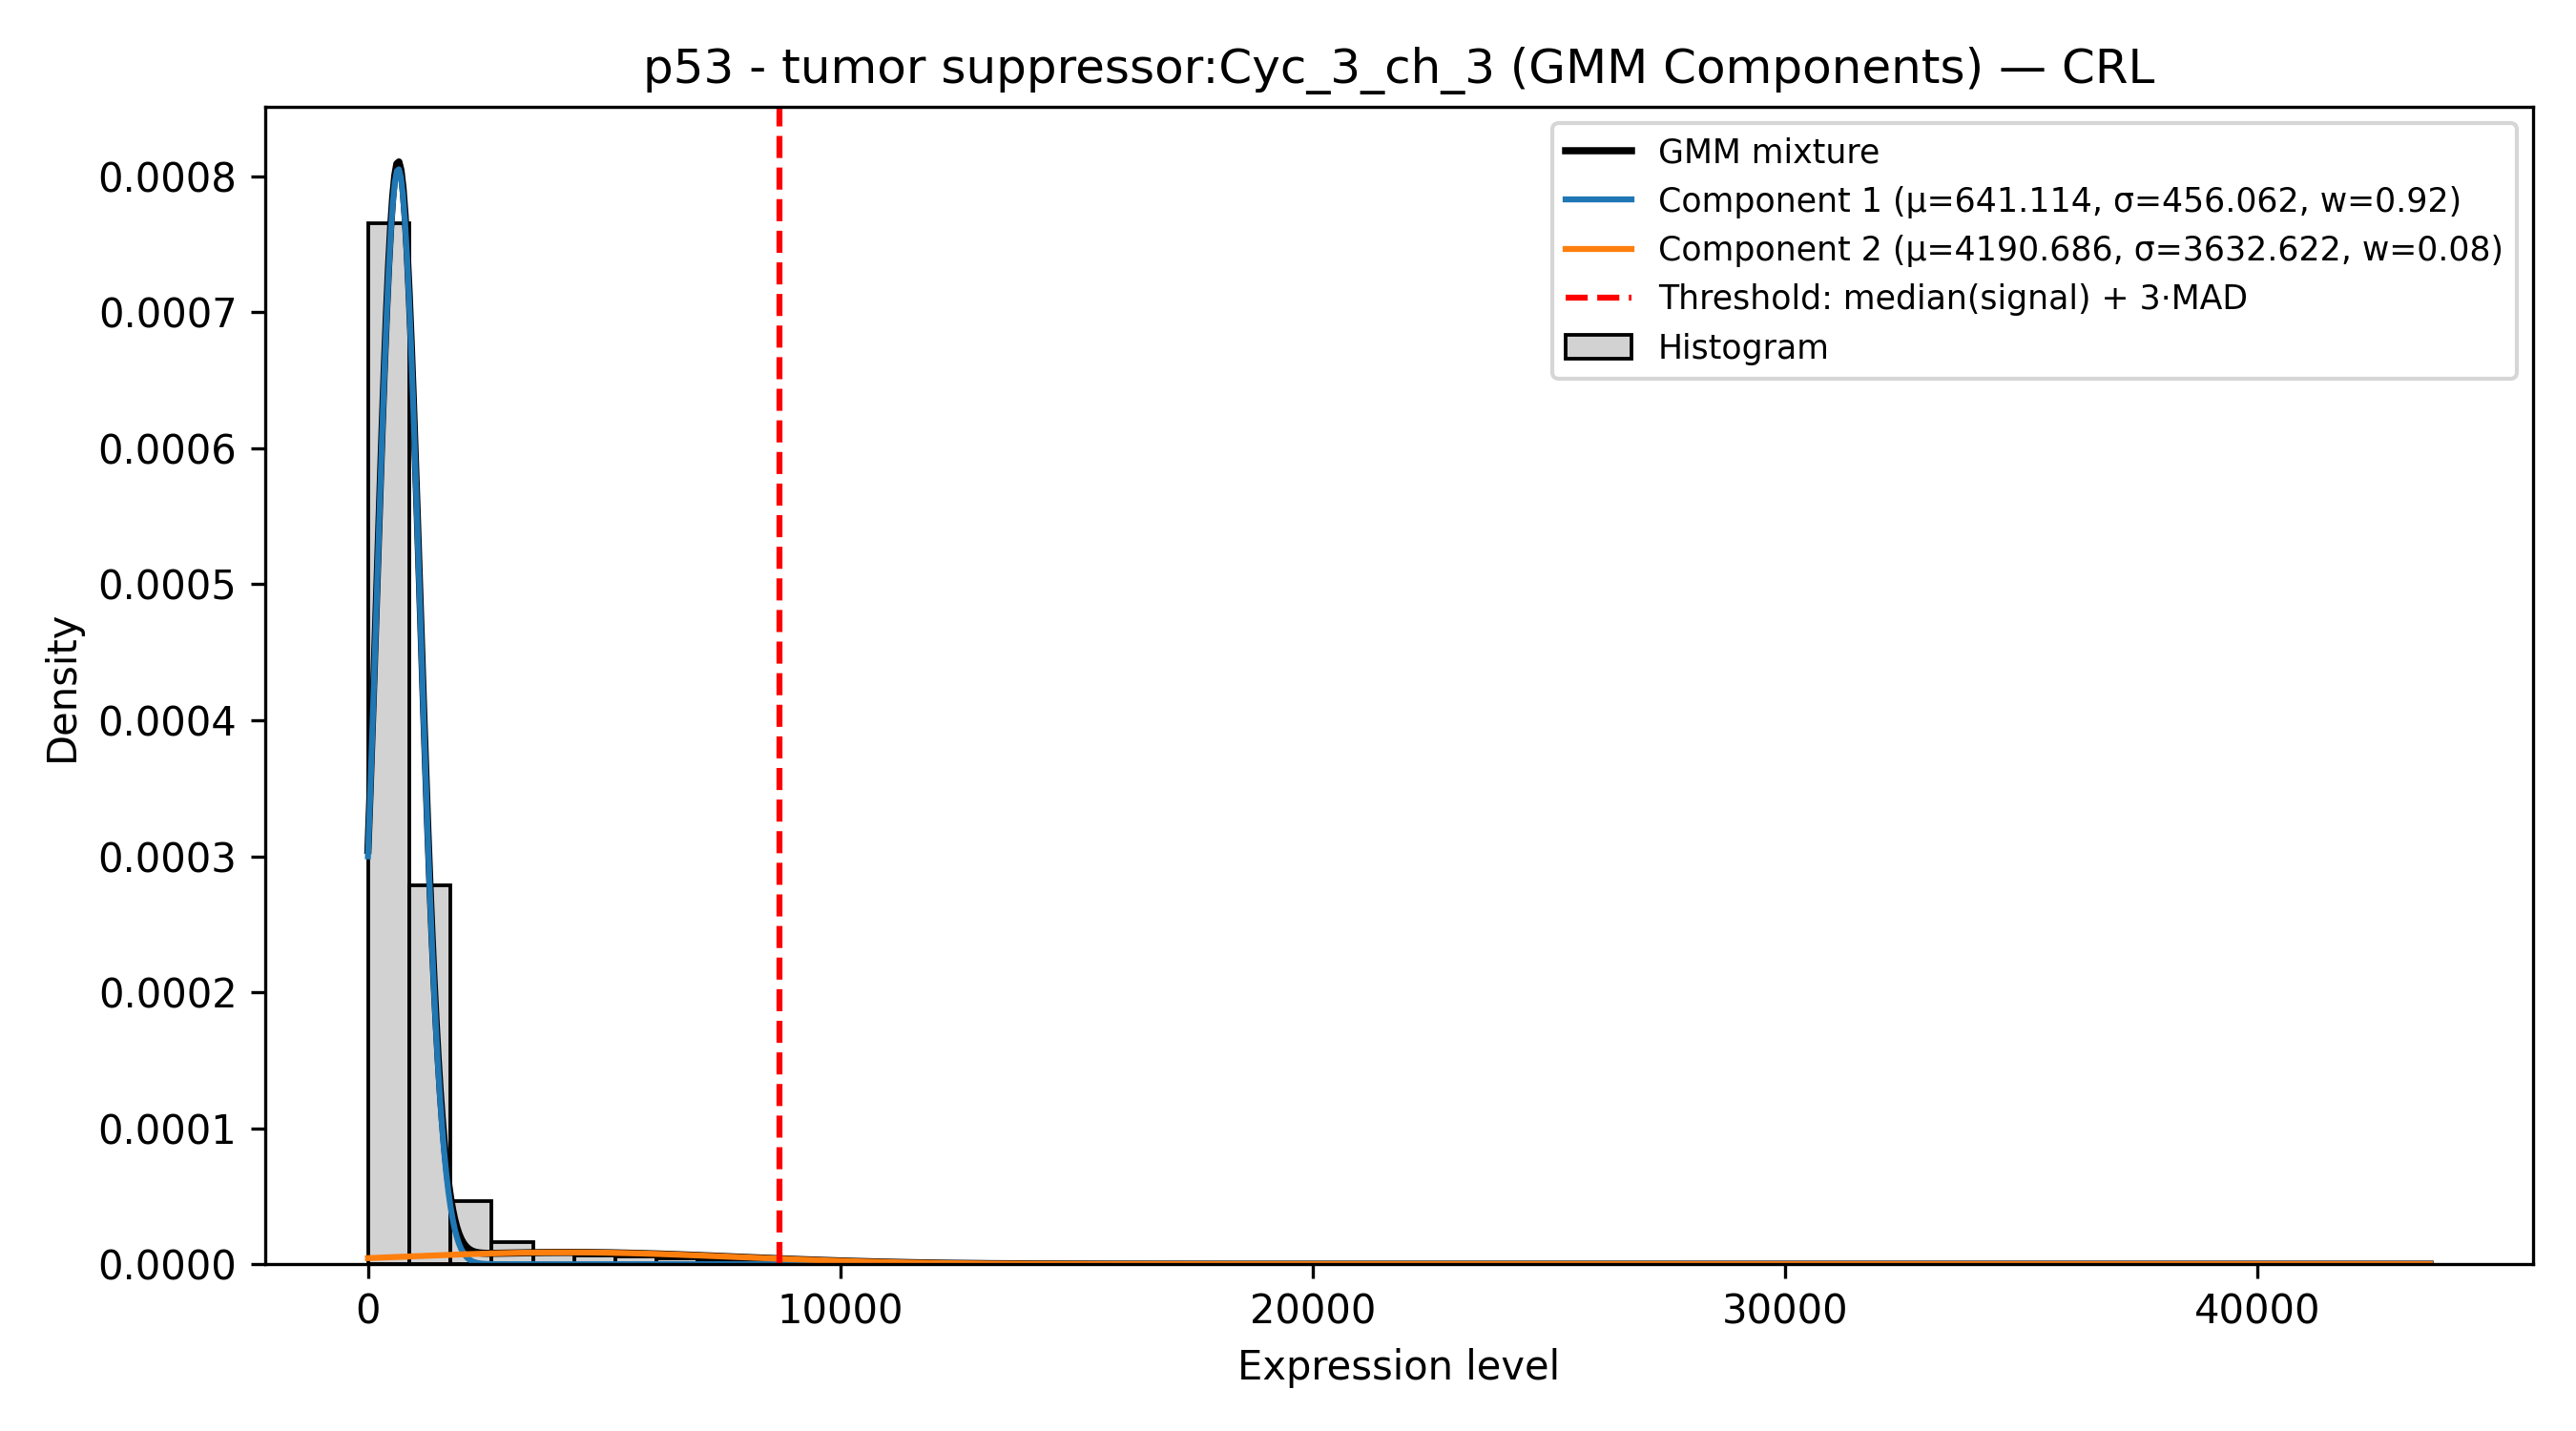 p53 - tumor suppressor:Cyc_3_ch_3 (GMM Components) — CRL
GMM mixture
Component 1 (μ=641.114, σ=456.062, w=0.92)
Component 2 (μ=4190.686, σ=3632.622, w=0.08)
Threshold: median(signal) + 3·MAD
Histogram
Density
0.0008
0.0007
0.0006
0.0005
0.0004
0.0003
0.0002
0.0001
0.0000
0
10000
20000
30000
40000
Expression level